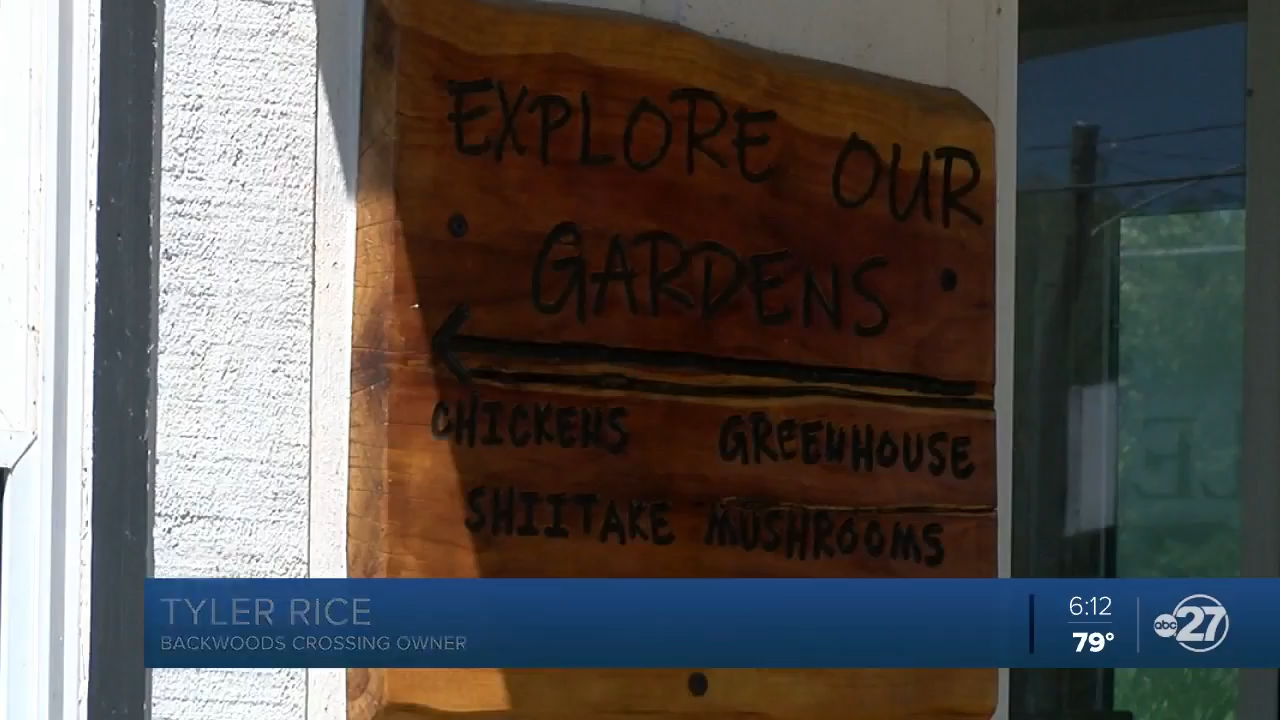 EXPLORE OUR
GARDENS
CHICKENS GREENHOUSE
SHIITAKE MUSHROOMS
TYLER RICE
BACKWOODS CROSSING OWNER
6:12
79°
abc 27